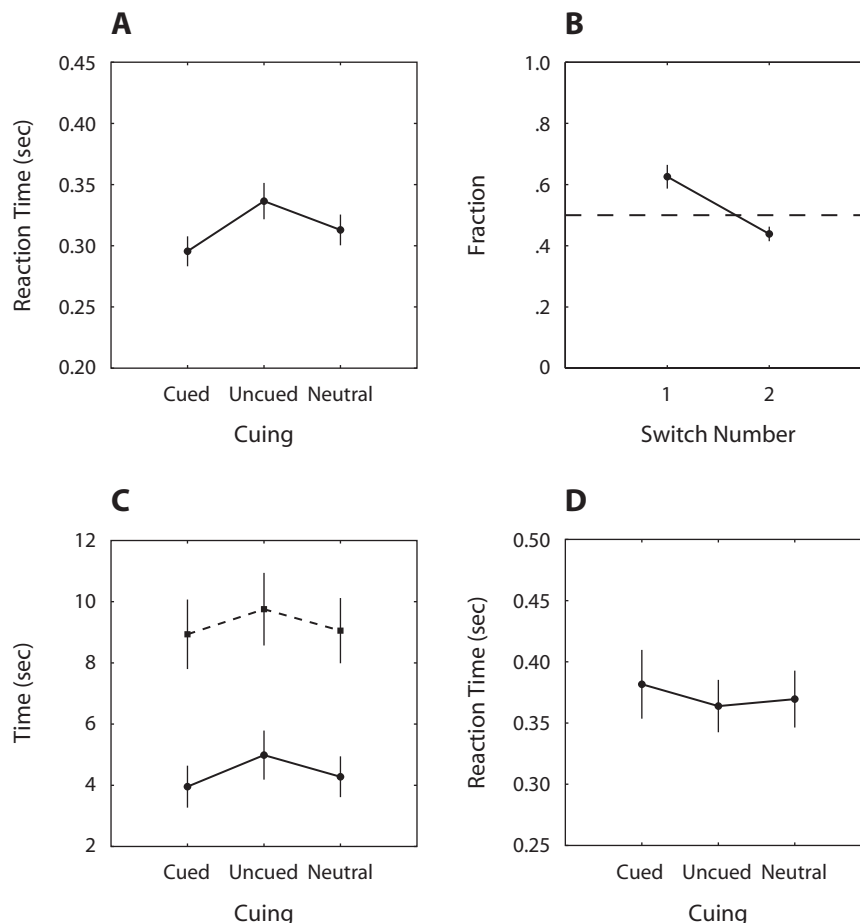 A
Reaction Time (sec)
0.45
0.40
0.35
0.30
0.25
0.20
Cued Uncued Neutral
Cuing
B
Fraction
1.0
.8
.6
.4
.2
0
1 2
Switch Number
C
Time (sec)
12
10
8
6
4
2
Cued Uncued Neutral
Cuing
D
Reaction Time (sec)
0.50
0.45
0.40
0.35
0.30
0.25
Cued Uncued Neutral
Cuing